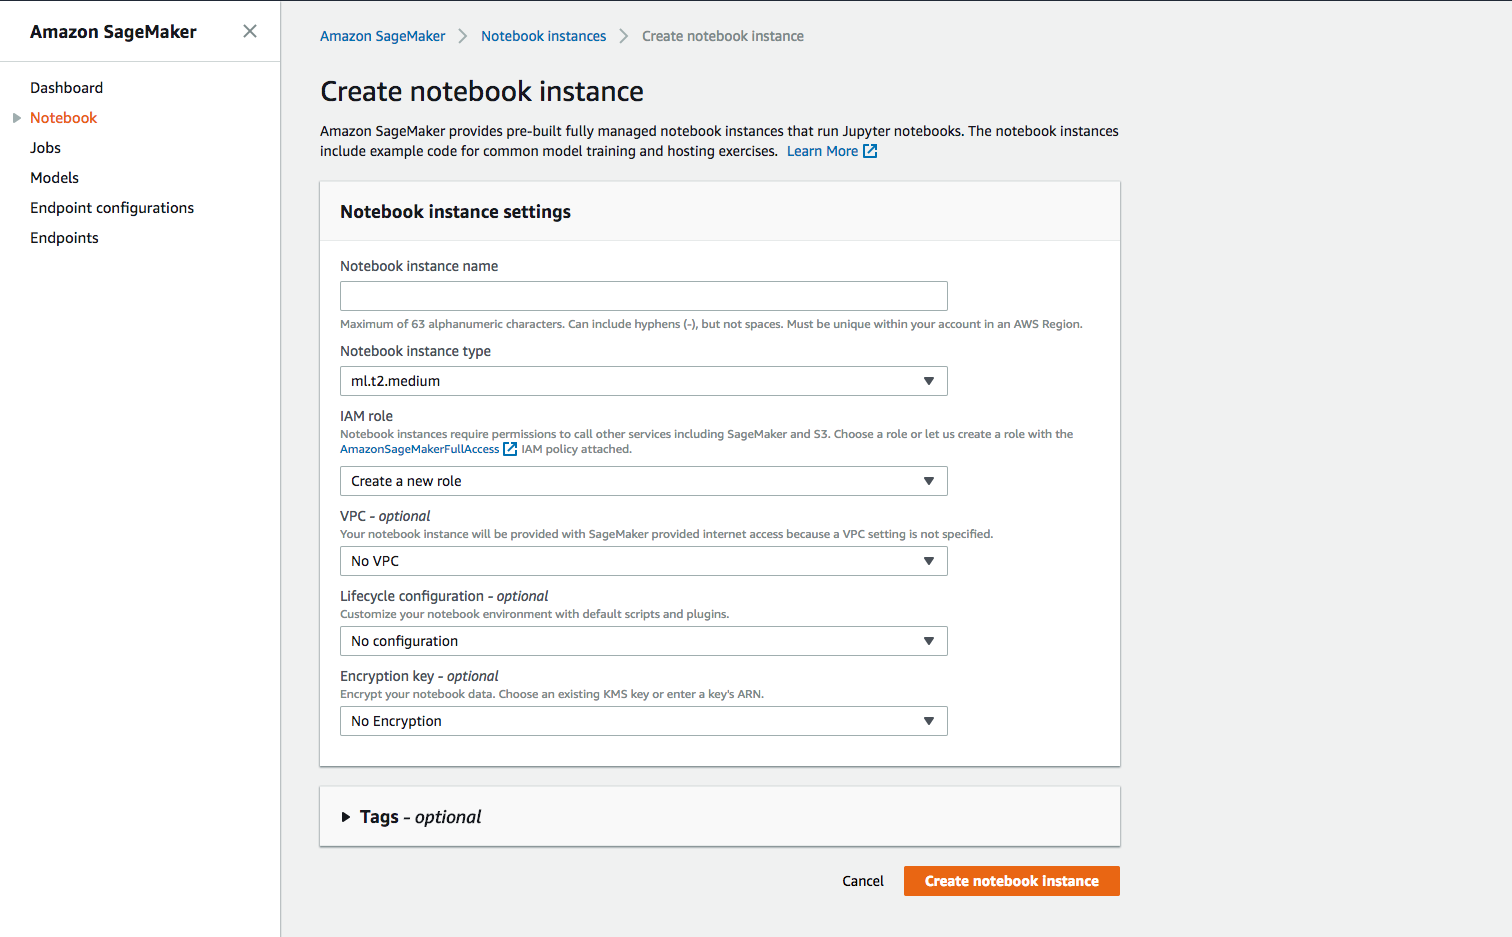 Amazon SageMaker
Dashboard
Notebook
Jobs
Models
Endpoint configurations
Endpoints
Amazon SageMaker > Notebook instances > Create notebook instance
Create notebook instance
Amazon SageMaker provides pre-built fully managed notebook instances that run Jupyter notebooks. The notebook instances
include example code for common model training and hosting exercises. Learn More
Notebook instance settings
Notebook instance name
Maximum of 63 alphanumeric characters. Can include hyphens (-), but not spaces. Must be unique within your account in an AWS Region.
Notebook instance type
ml.t2.medium
IAM role
Notebook instances require permissions to call other services including SageMaker and S3. Choose a role or let us create a role with the
AmazonSageMakerFullAccess IAM policy attached.
Create a new role
VPC - optional
Your notebook instance will be provided with SageMaker provided internet access because a VPC setting is not specified.
No VPC
Lifecycle configuration - optional
Customize your notebook environment with default scripts and plugins.
No configuration
Encryption key - optional
Encrypt your notebook data. Choose an existing KMS key or enter a key's ARN.
No Encryption
Tags - optional
Cancel
Create notebook instance